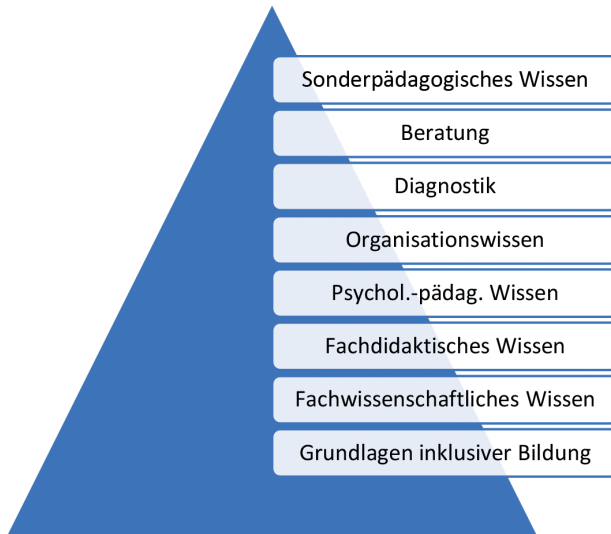 Sonderpädagogisches Wissen
Beratung
Diagnostik
Organisationswissen
Psychol.-pädag. Wissen
Fachdidaktisches Wissen
Fachwissenschaftliches Wissen
Grundlagen inklusiver Bildung